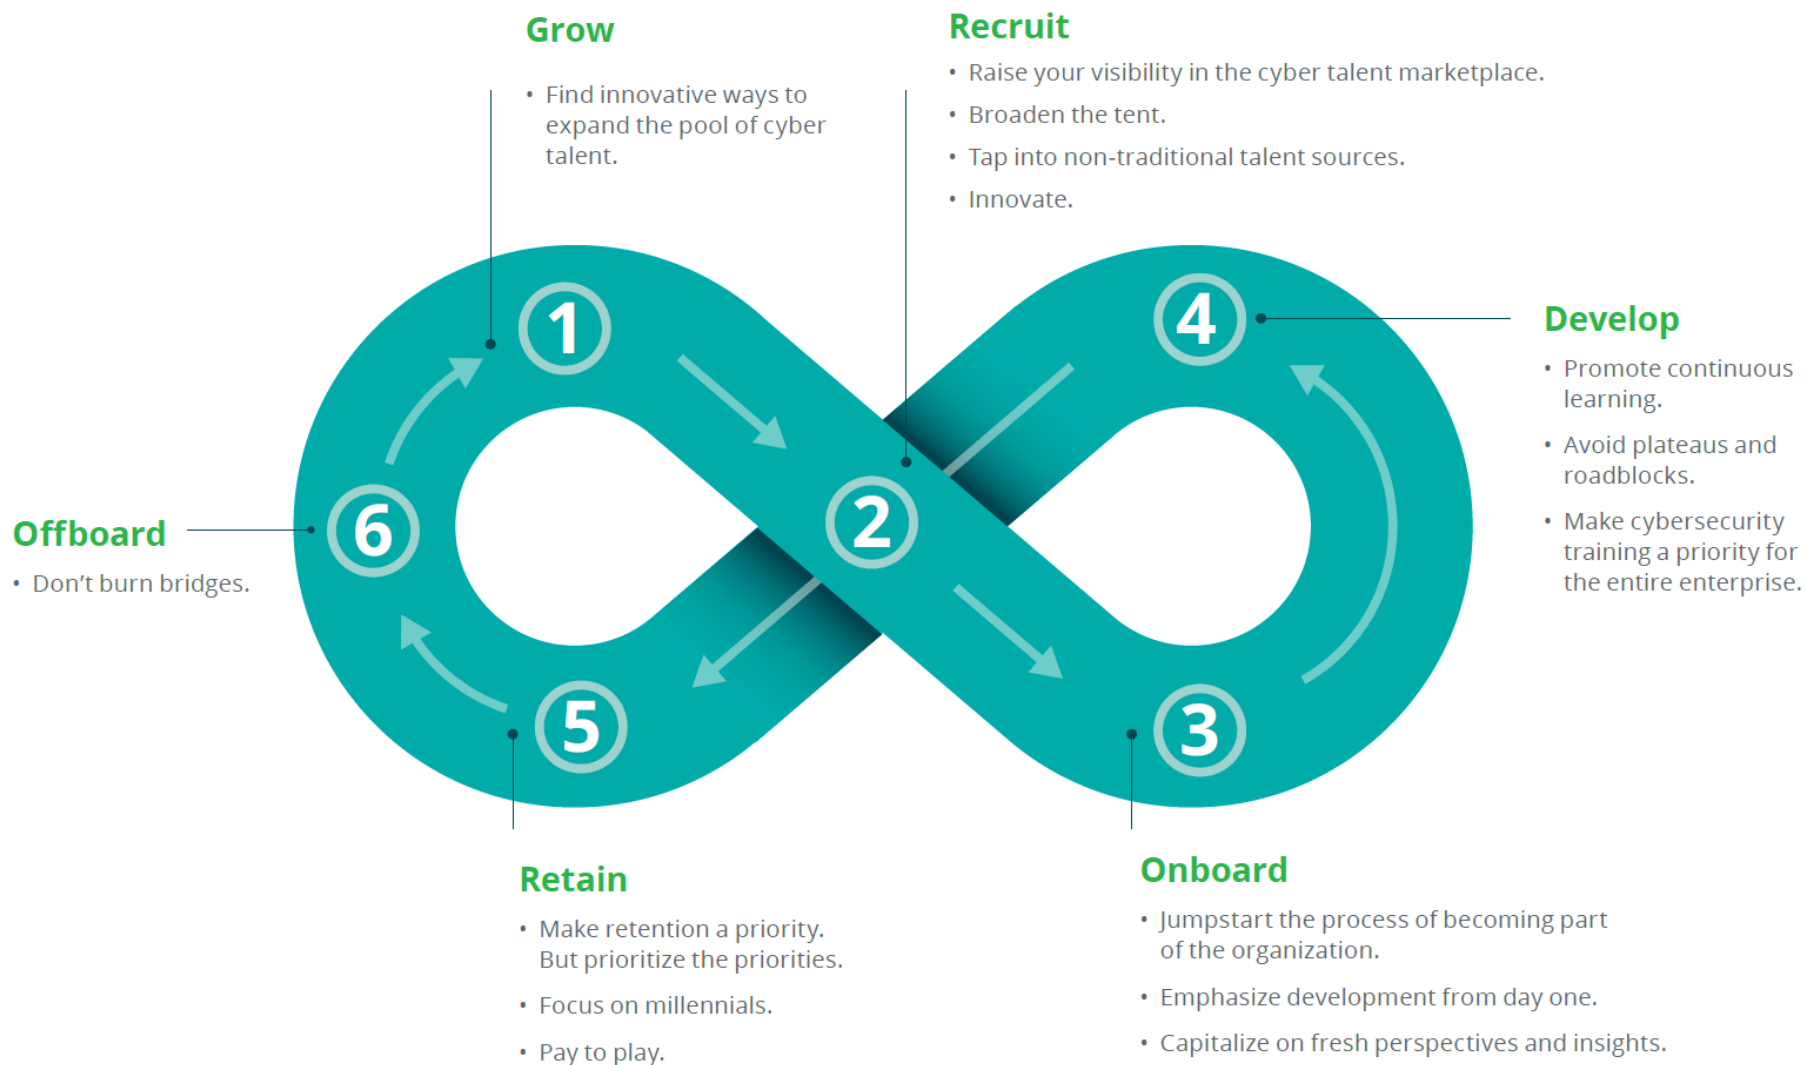 Grow
• Find innovative ways to
expand the pool of cyber
talent.
Recruit
• Raise your visibility in the cyber talent marketplace.
• Broaden the tent.
• Tap into non-traditional talent sources.
• Innovate.
1
2
3
4
5
6
Develop
• Promote continuous
learning.
• Avoid plateaus and
roadblocks.
• Make cybersecurity
training a priority for
the entire enterprise.
Offboard
• Don’t burn bridges.
Retain
• Make retention a priority.
But prioritize the priorities.
• Focus on millennials.
• Pay to play.
Onboard
• Jumpstart the process of becoming part
of the organization.
• Emphasize development from day one.
• Capitalize on fresh perspectives and insights.